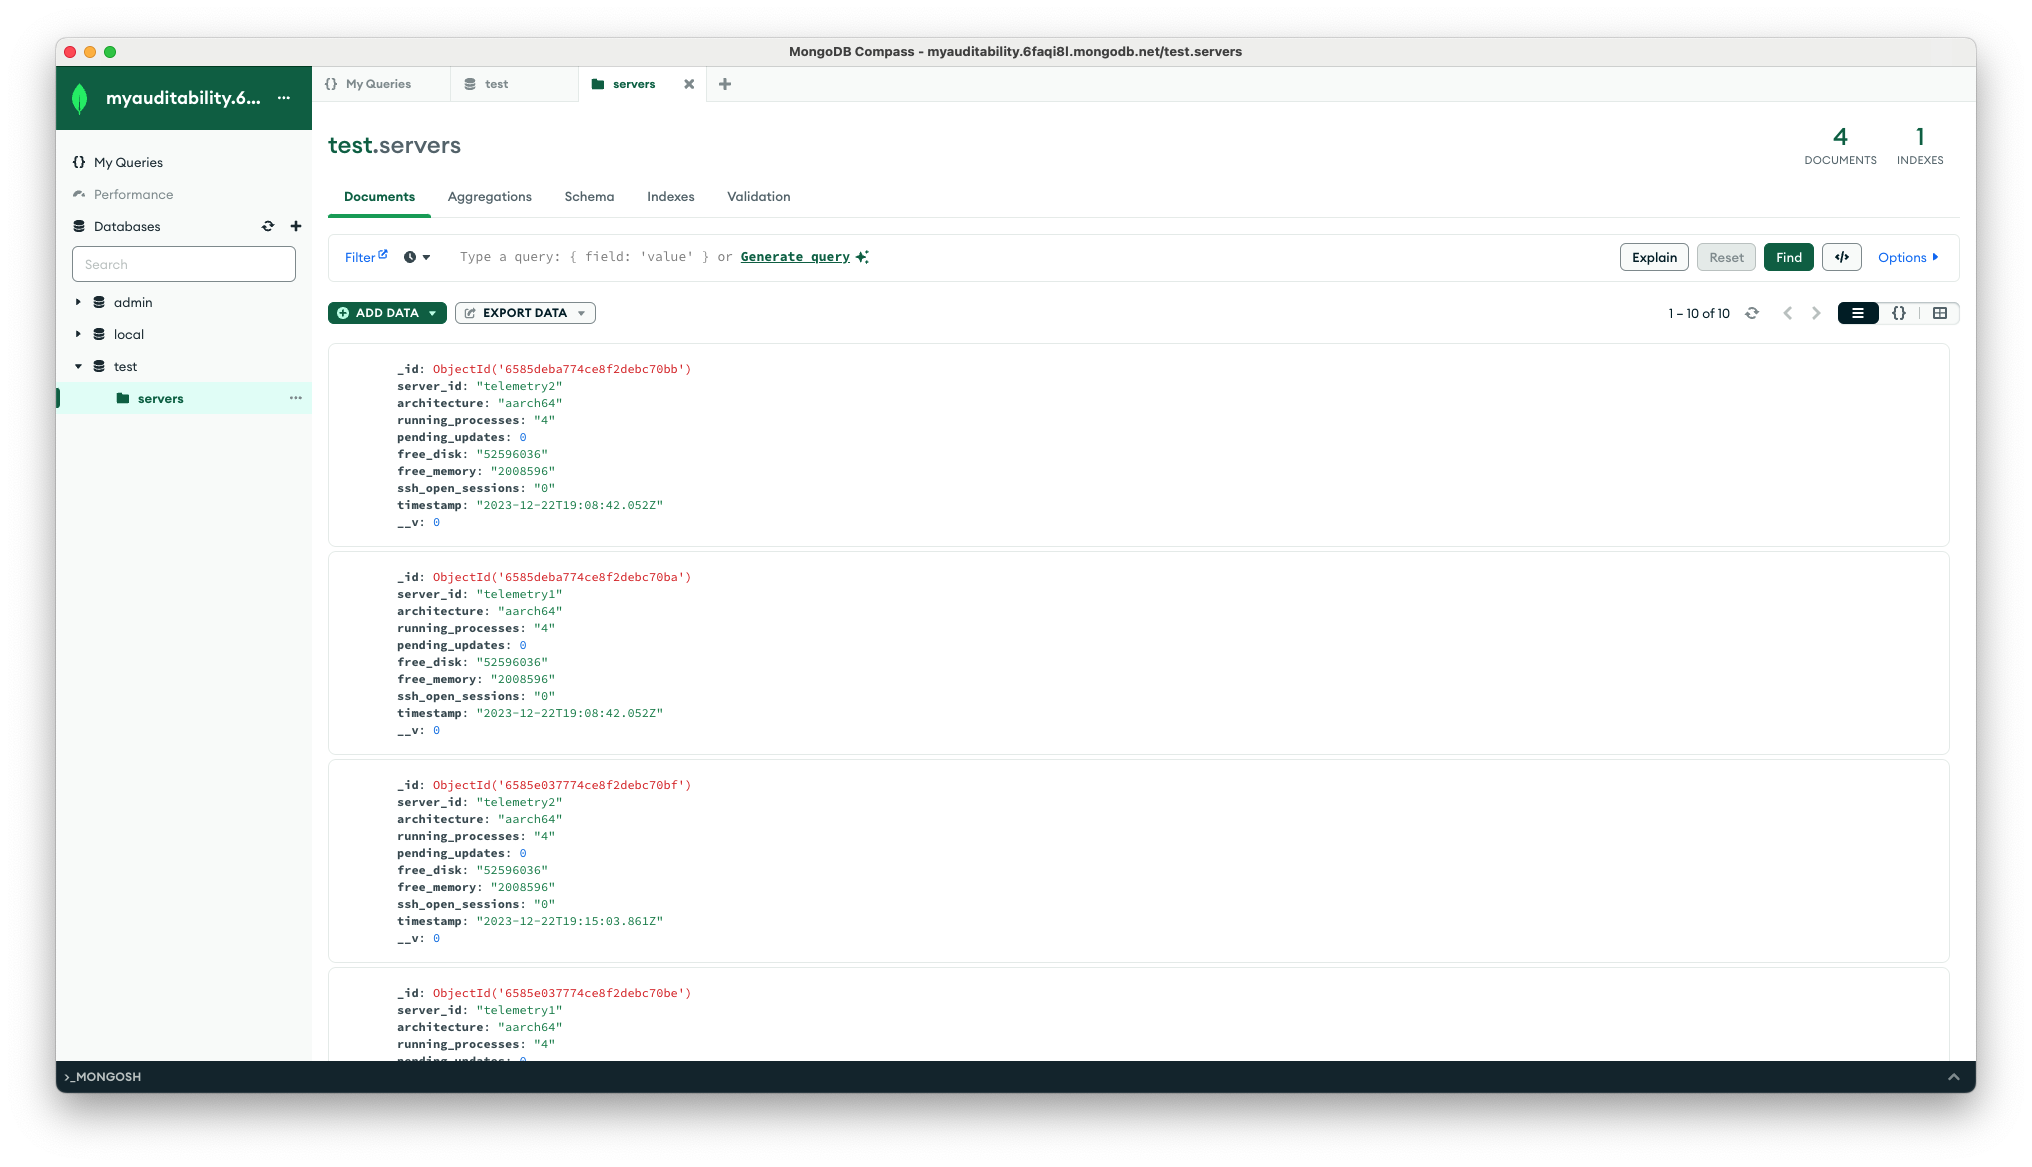 MongoDB Compass - myauditability.6faqi8l.mongodb.net/test.servers
myauditability.6...
{} My Queries
test
servers
My Queries
Performance
Databases
Search
admin
local
test
servers
test.servers
4
DOCUMENTS
1
INDEXES
Documents
Aggregations
Schema
Indexes
Validation
Filter
Type a query: { field: 'value' } or Generate query
Explain
Reset
Find
</>
Options
ADD DATA
EXPORT DATA
1 – 10 of 10
{}
_id: ObjectId('6585deba774ce8f2debc70bb')
server_id: "telemetry2"
architecture: "aarch64"
running_processes: "4"
pending_updates: 0
free_disk: "52596036"
free_memory: "2008596"
ssh_open_sessions: "0"
timestamp: "2023-12-22T19:08:42.052Z"
__v: 0
_id: ObjectId('6585deba774ce8f2debc70ba')
server_id: "telemetry1"
architecture: "aarch64"
running_processes: "4"
pending_updates: 0
free_disk: "52596036"
free_memory: "2008596"
ssh_open_sessions: "0"
timestamp: "2023-12-22T19:08:42.052Z"
__v: 0
_id: ObjectId('6585e037774ce8f2debc70bf')
server_id: "telemetry2"
architecture: "aarch64"
running_processes: "4"
pending_updates: 0
free_disk: "52596036"
free_memory: "2008596"
ssh_open_sessions: "0"
timestamp: "2023-12-22T19:15:03.861Z"
__v: 0
_id: ObjectId('6585e037774ce8f2debc70be')
server_id: "telemetry1"
architecture: "aarch64"
running_processes: "4"
pending_updates: 0
>_MONGOSH